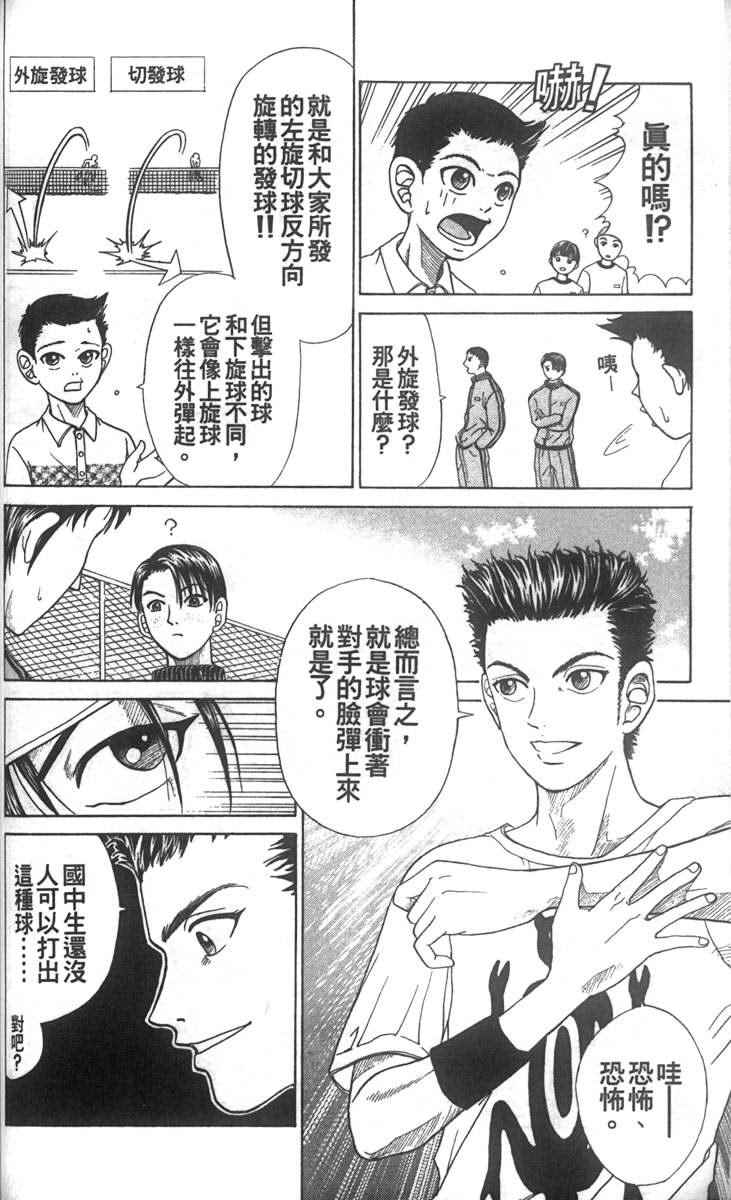 嚇!
真的嗎!?
咦—
外旋發球?
那是什麼?
就是和大家所發
的左旋切球反方向
旋轉的發球!!
切發球
外旋發球
但擊出的球
和下旋球不同,
它會像上旋球
一樣往外彈起。
總而言之,
就是球會衝著
對手的臉彈上來
就是了。
?
哇—
恐怖、
恐怖。
國中生還沒
人可以打出
這種球……
對吧?